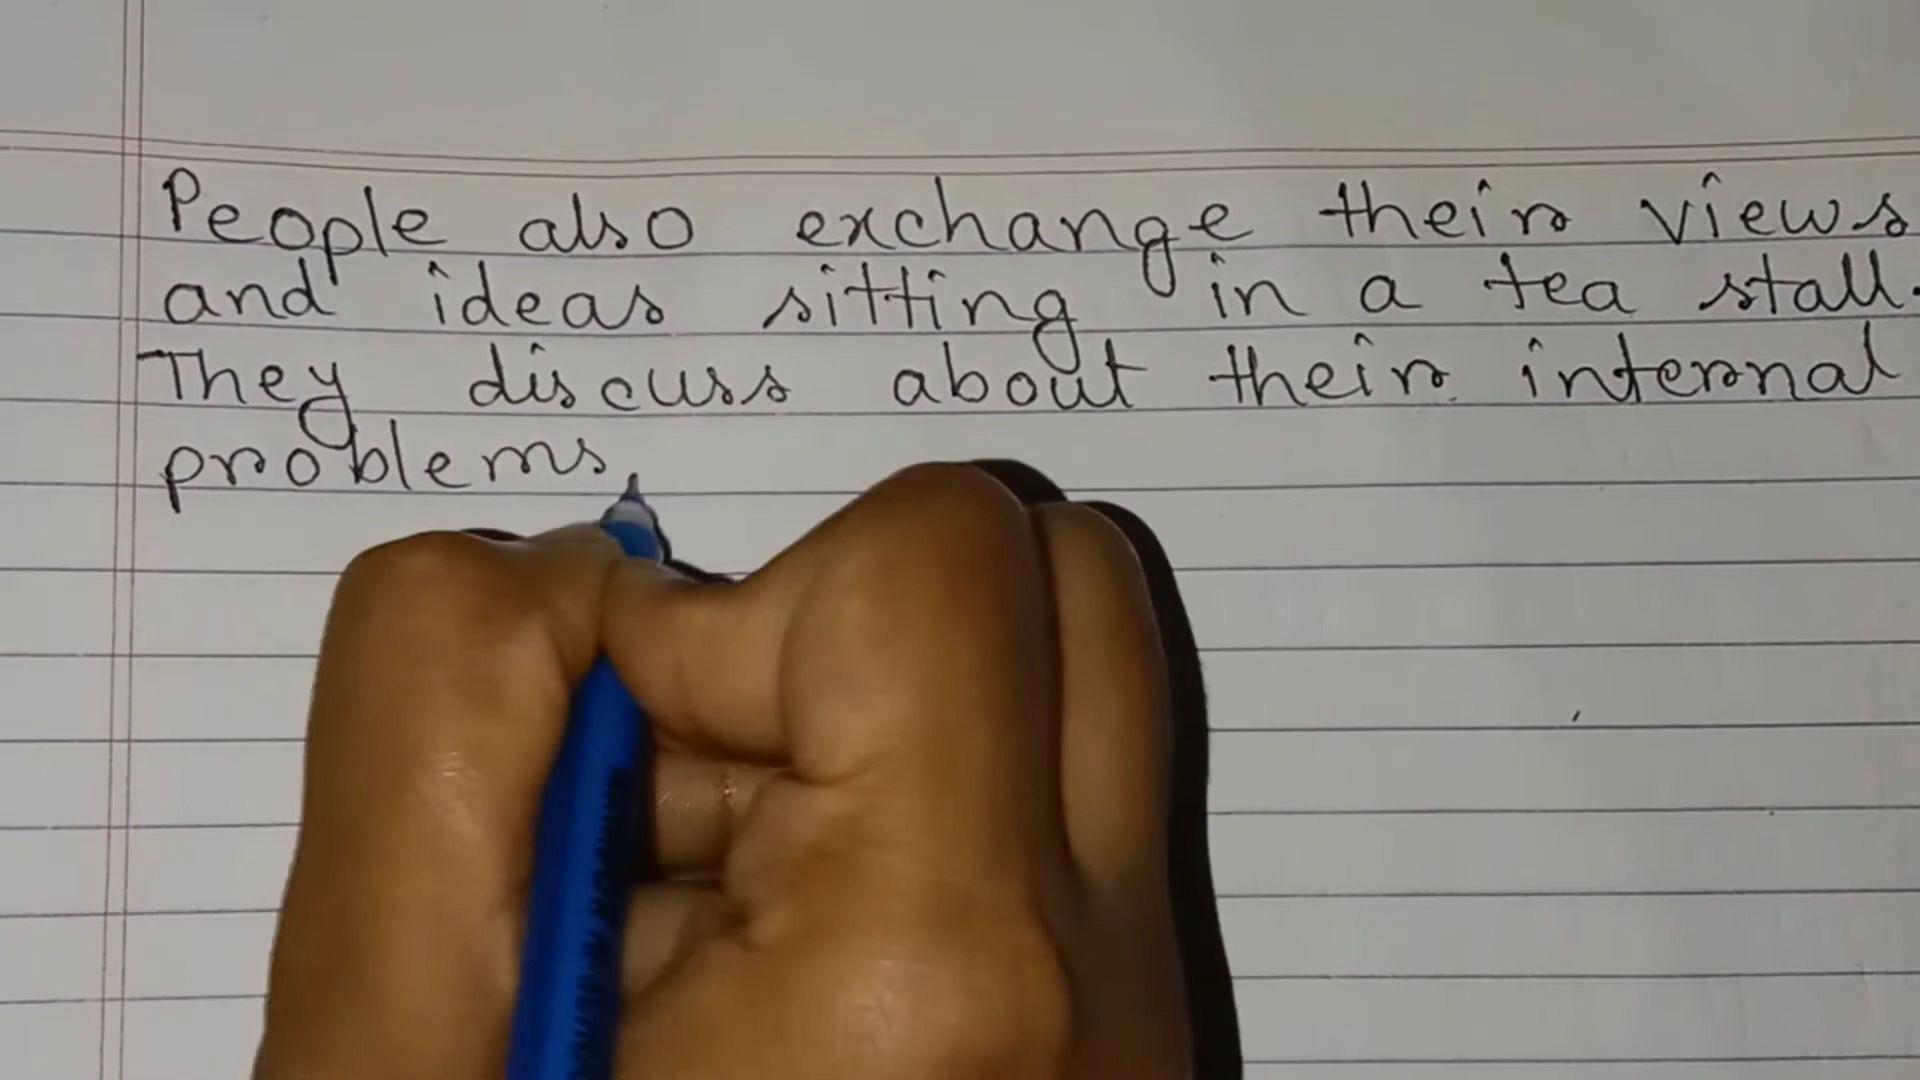 People also exchange their views
and ideas sitting in a tea stall.
They discuss about their internal
problems.